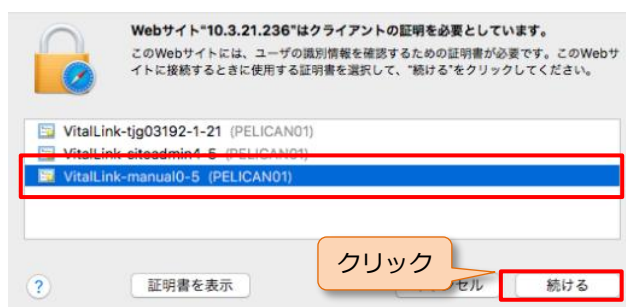 Webサイト"10.3.21.236"はクライアントの証明を必要としています。
このWebサイトには、ユーザの識別情報を確認するための証明書が必要です。このWebサ
イトに接続するときに使用する証明書を選択して、"続ける"をクリックしてください。
VitalLink-tjg03192-1-21 (PELICAN01)
VitalLink-siteadmin4-5 (PELICAN01)
VitalLink-manual0-5 (PELICAN01)
クリック
?
証明書を表示
セル
続ける